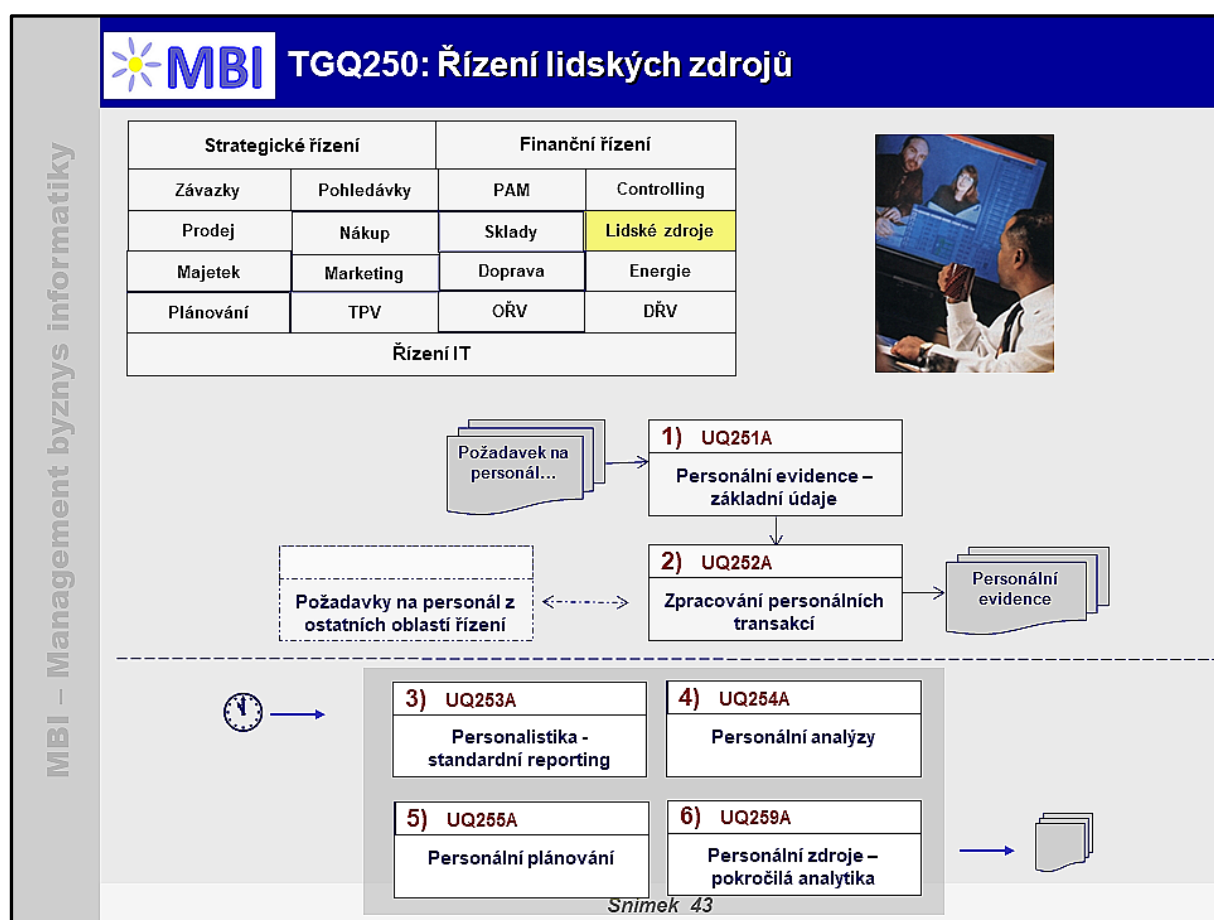 MBI
TGQ250: Řízení lidských zdrojů
MBI – Management byznys informatiky
Strategické řízení
Finanční řízení
Závazky
Pohledávky
PAM
Controlling
Prodej
Nákup
Sklady
Lidské zdroje
Majetek
Marketing
Doprava
Energie
Plánování
TPV
OŘV
DŘV
Řízení IT
Požadavek na
personál…
1) UQ251A
Personální evidence –
základní údaje
2) UQ252A
Zpracování personálních
transakcí
Požadavky na personál z
ostatních oblastí řízení
Personální
evidence
3) UQ253A
Personalistika -
standardní reporting
4) UQ254A
Personální analýzy
5) UQ255A
Personální plánování
6) UQ259A
Personální zdroje –
pokročilá analytika
Snímek 43